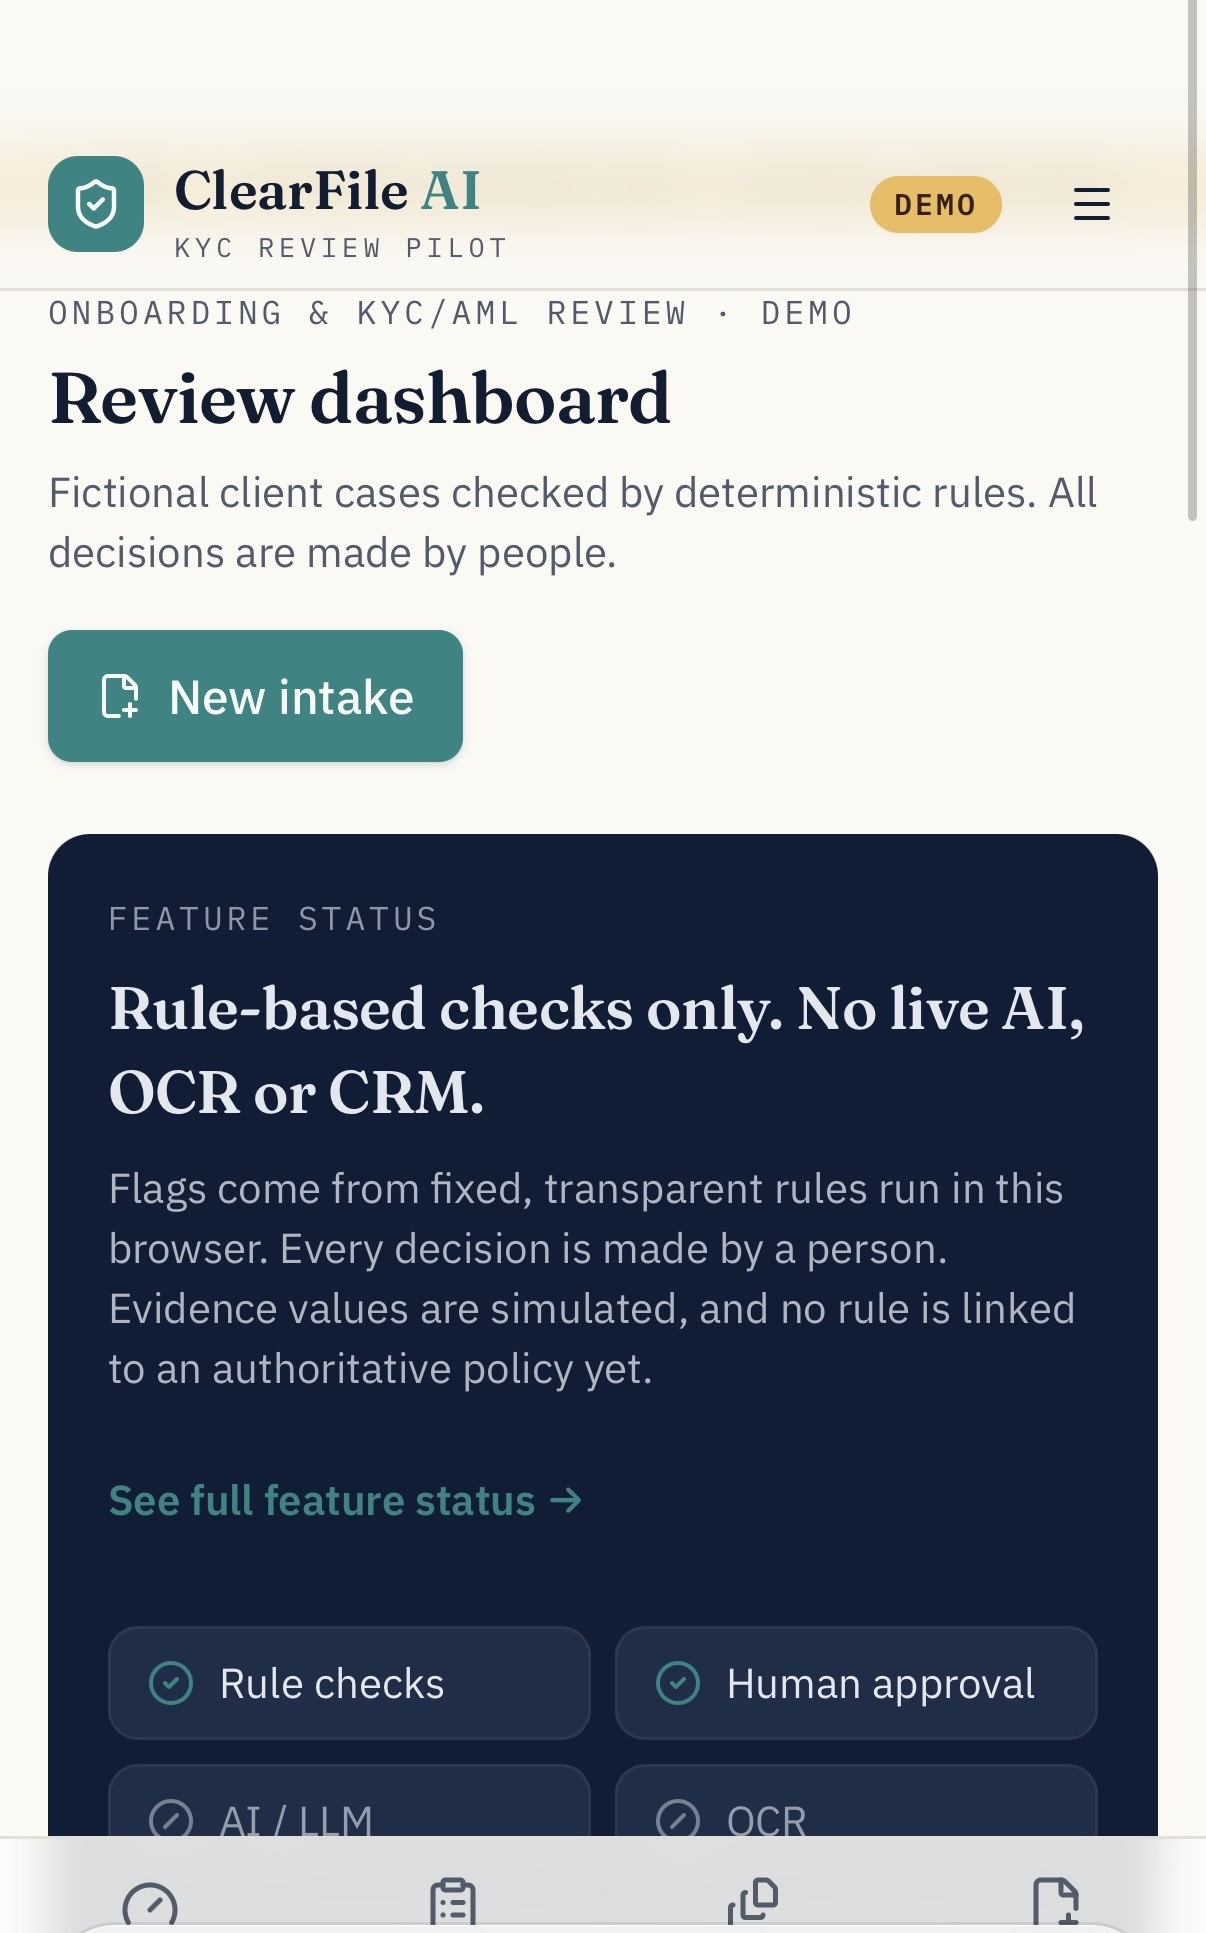 ClearFile AI
KYC REVIEW PILOT
DEMO
ONBOARDING & KYC/AML REVIEW · DEMO
Review dashboard
Fictional client cases checked by deterministic rules. All
decisions are made by people.
New intake
FEATURE STATUS
Rule-based checks only. No live AI,
OCR or CRM.
Flags come from fixed, transparent rules run in this
browser. Every decision is made by a person.
Evidence values are simulated, and no rule is linked
to an authoritative policy yet.
See full feature status →
Rule checks
Human approval
AI / LLM
OCR